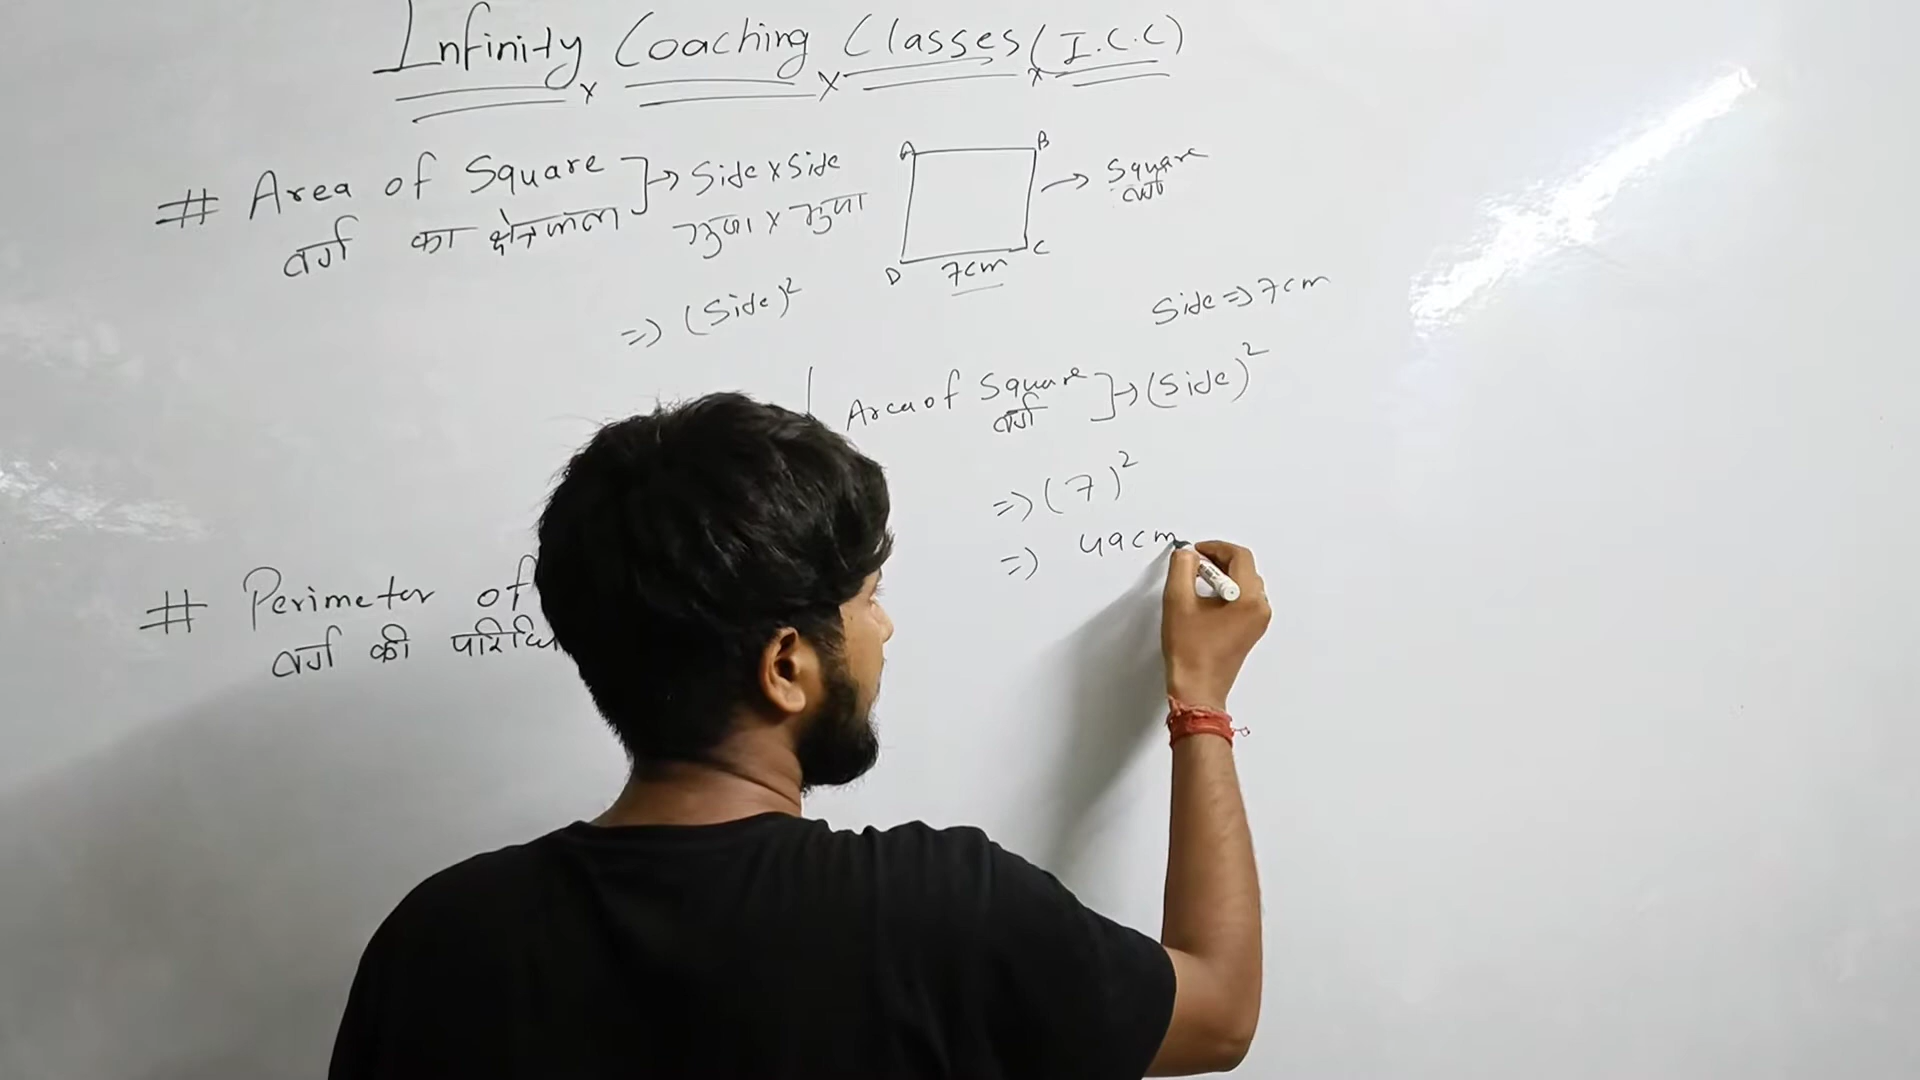 Infinity Coaching Classes (I.C.C)
# Area of Square → Side x Side
वर्ग का क्षेत्रफल भुजा x भुजा
=> (Side)²
A B
D C
7cm
→ Square
वर्ग
Side => 7cm
Area of Square → (Side)²
वर्ग
=> (7)²
=> 49cm
# Perimeter of
वर्ग की परिधि